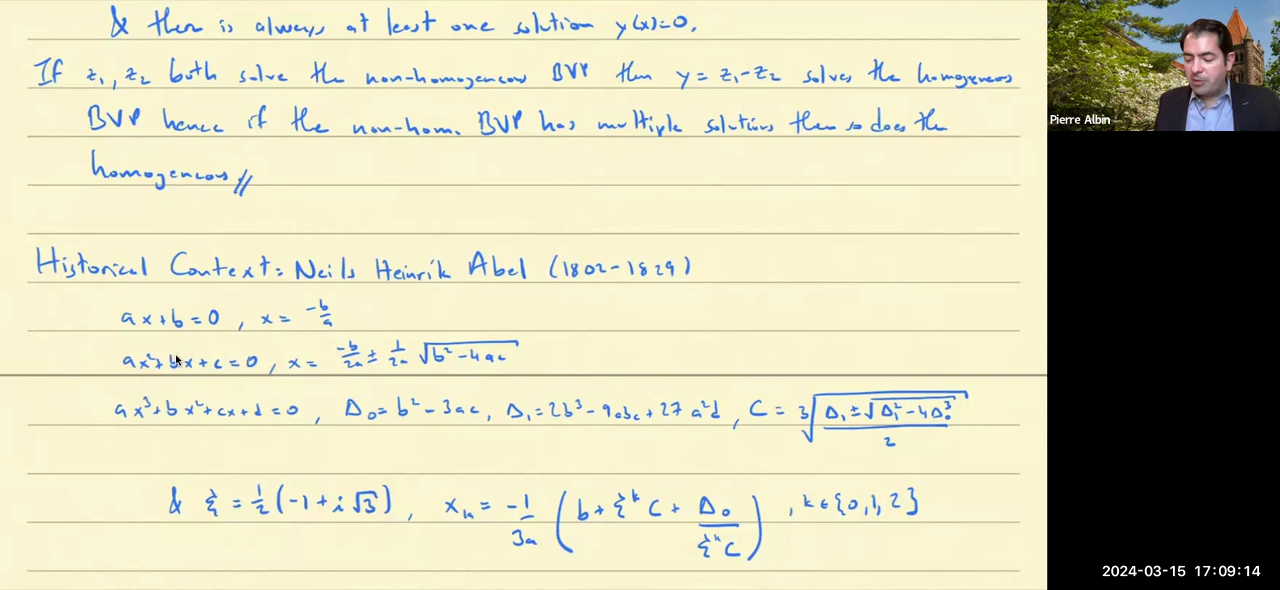 & there is always at least one solution y(x)=0.
If z₁, z₂ both solve the non-homogeneous BVP then y = z₁-z₂ solves the homogeneous
BVP hence if the non-hom. BVP has multiple solutions then so does the
homogeneous //
Historical Context: Neils Heinrik Abel (1802-1829)
ax+b=0, x = -b/a
ax²+bx+c=0, x = -b/2a ± 1/2a √(b²-4ac)
ax³+bx²+cx+d=0, Δ₀=b²-3ac, Δ₁=2b³-9abc+27a²d, C = ∛((Δ₁±√(Δ₁²-4Δ₀³))/2)
& ξ = 1/2(-1+i√3), xₖ = -1/3a (b+ξᵏC+Δ₀/ξᵏC), k∈{0,1,2}
Pierre Albin
2024-03-15 17:09:14